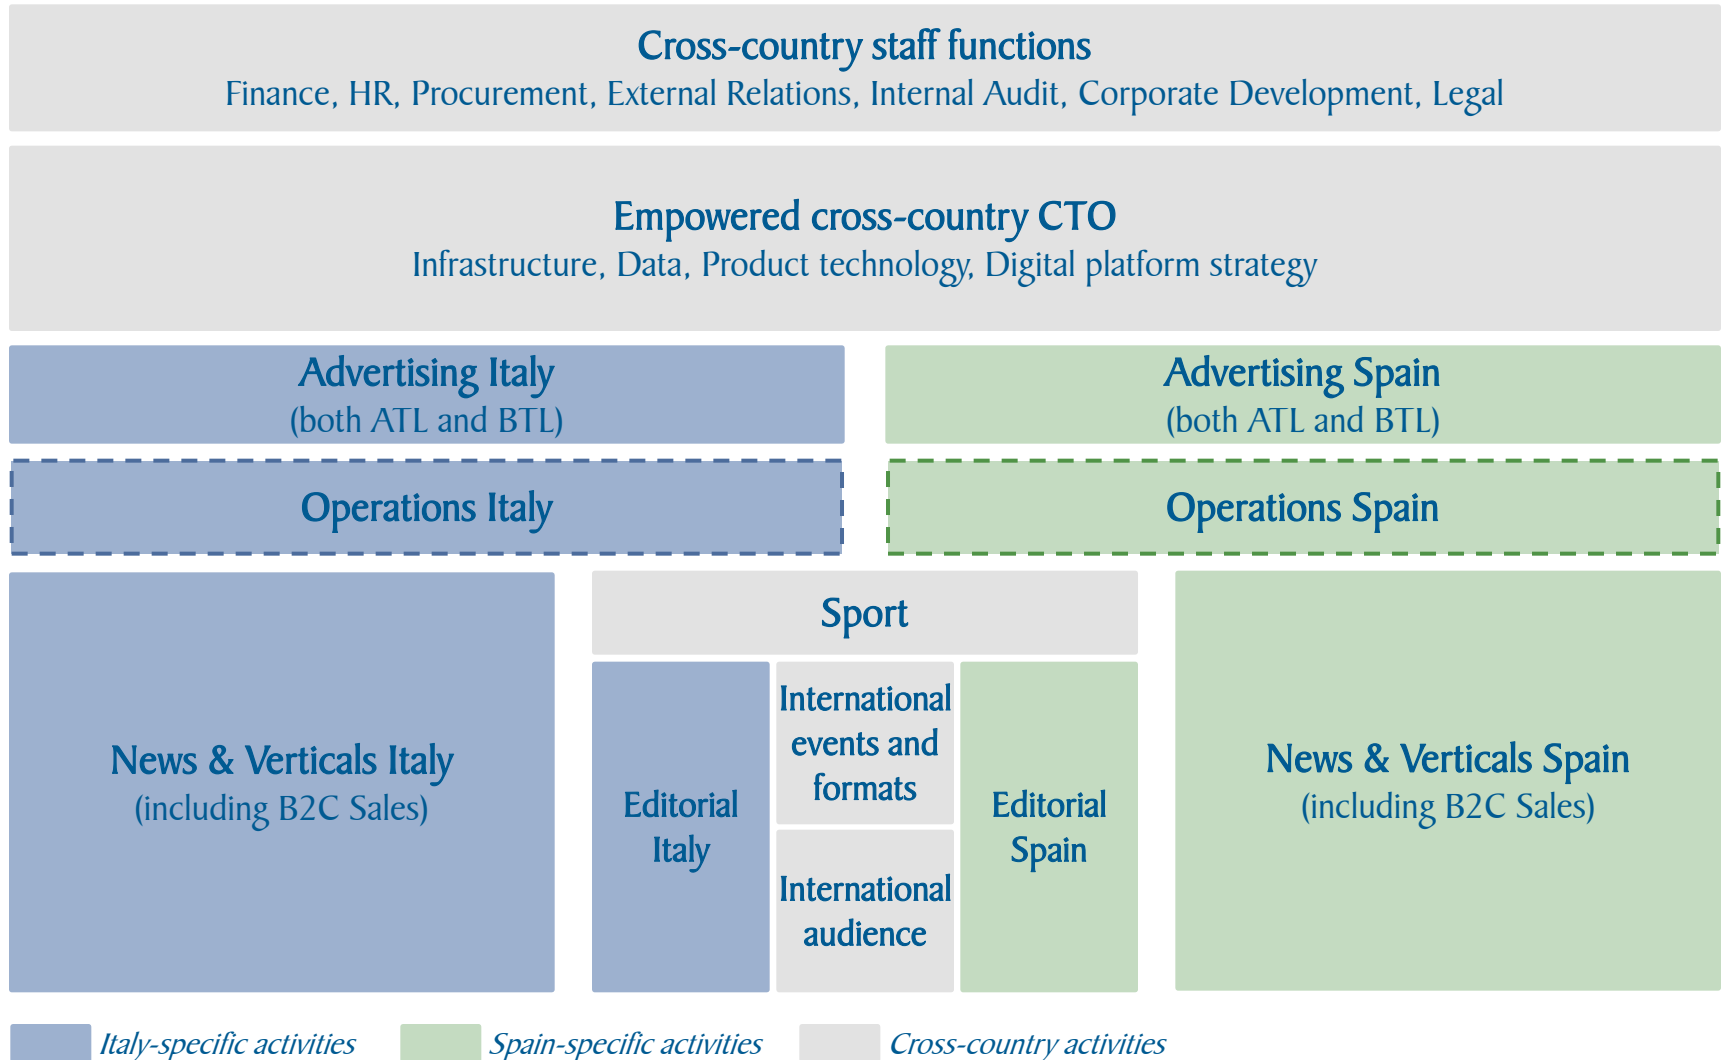 Cross-country staff functions
Finance, HR, Procurement, External Relations, Internal Audit, Corporate Development, Legal
Empowered cross-country CTO
Infrastructure, Data, Product technology, Digital platform strategy
Advertising Italy
(both ATL and BTL)
Advertising Spain
(both ATL and BTL)
Operations Italy
Operations Spain
News & Verticals Italy
(including B2C Sales)
Sport
Editorial
Italy
International
events and
formats
International
audience
Editorial
Spain
News & Verticals Spain
(including B2C Sales)
Italy-specific activities
Spain-specific activities
Cross-country activities